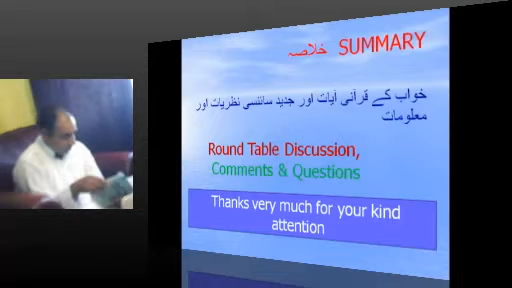 خلاصہ SUMMARY
خواب کے قرآنی آیات اور جدید سائنسی نظریات اور
معلومات
Round Table Discussion,
Comments & Questions
Thanks very much for your kind
attention